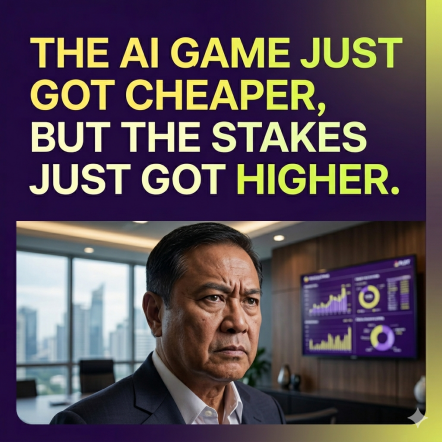 THE AI GAME JUST
GOT CHEAPER,
BUT THE STAKES
JUST GOT HIGHER.